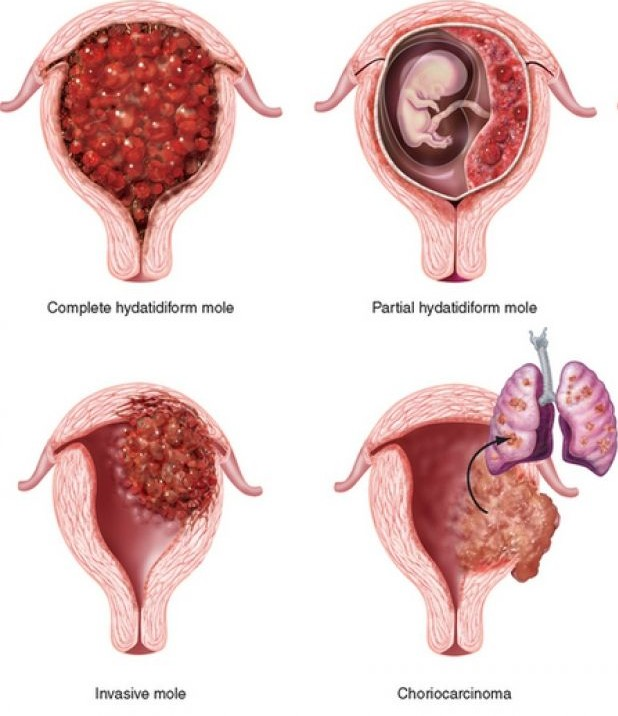 Complete hydatidiform mole
Partial hydatidiform mole
Invasive mole
Choriocarcinoma